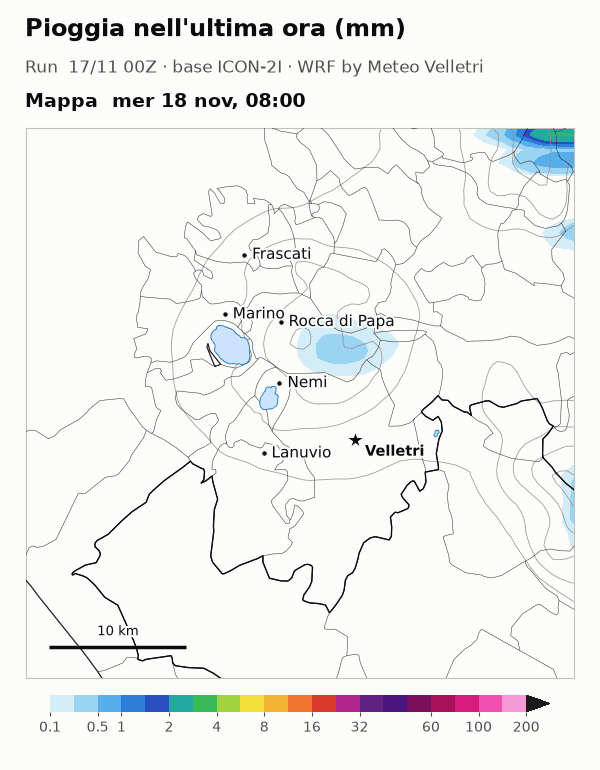 Pioggia nell'ultima ora (mm)
Run  17/11 00Z · base ICON-2I · WRF by Meteo Velletri
Mappa  mer 18 nov, 08:00
Frascati
Marino
Rocca di Papa
Nemi
Velletri
Lanuvio
10 km
0.1 0.5 1 2 4 8 16 32 60 100 200